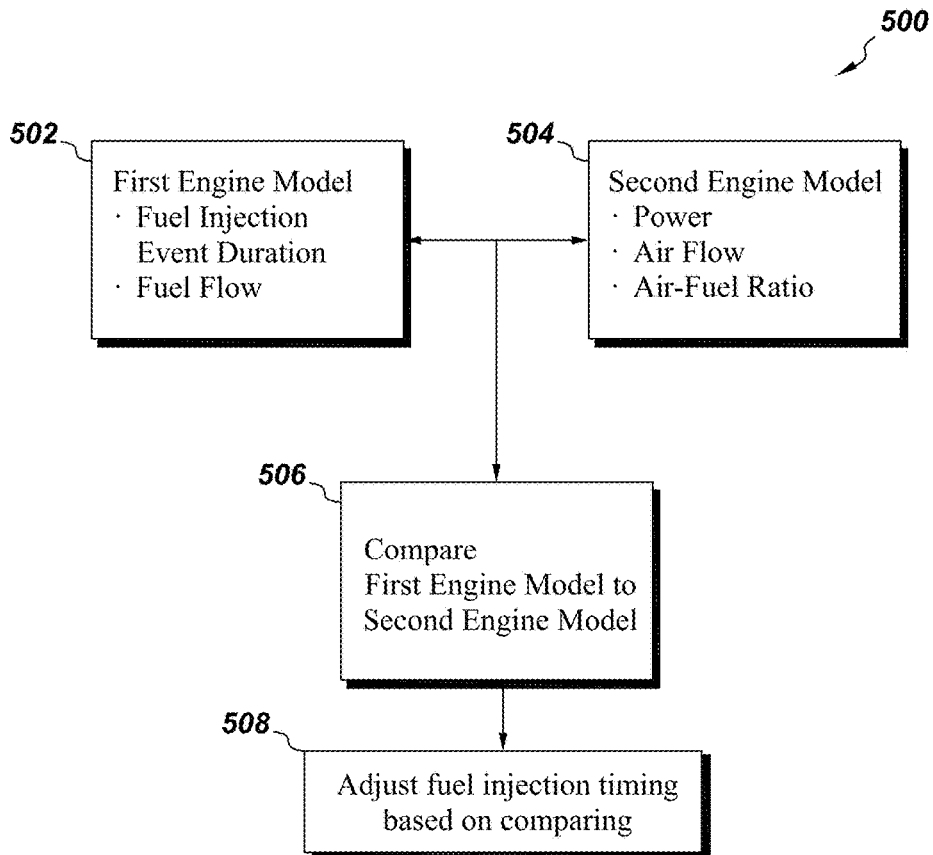 500
502
First Engine Model
· Fuel Injection
Event Duration
· Fuel Flow
504
Second Engine Model
· Power
· Air Flow
· Air-Fuel Ratio
506
Compare
First Engine Model to
Second Engine Model
508
Adjust fuel injection timing
based on comparing